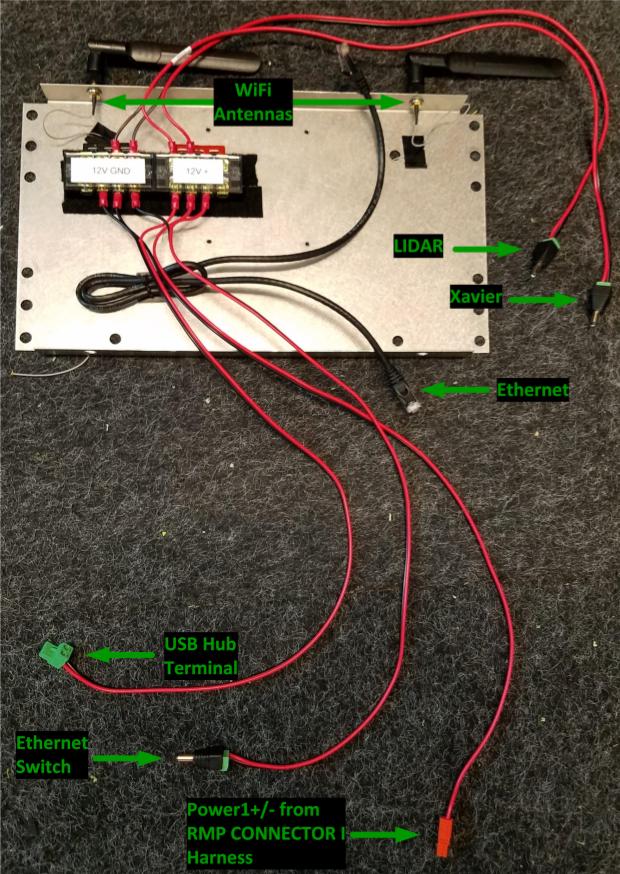 WiFi
Antennas
12V GND
12V +
LIDAR
Xavier
Ethernet
USB Hub
Terminal
Ethernet
Switch
Power1+/- from
RMP CONNECTOR I
Harness